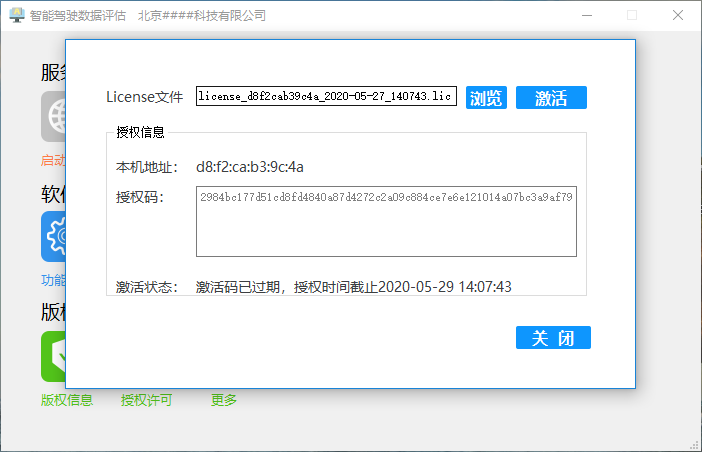 智能驾驶数据评估 北京####科技有限公司
服务
License文件 license_d8f2cab39c4a_2020-05-27_140743.lic 浏览 激活
授权信息
启动
本机地址： d8:f2:ca:b3:9c:4a
软件
授权码： 2984bc177d51cd8fd4840a87d4272c2a09c884ce7e6e121014a07bc3a9af79
功能
激活状态： 激活码已过期，授权时间截止2020-05-29 14:07:43
版权
关 闭
版权信息 授权许可 更多